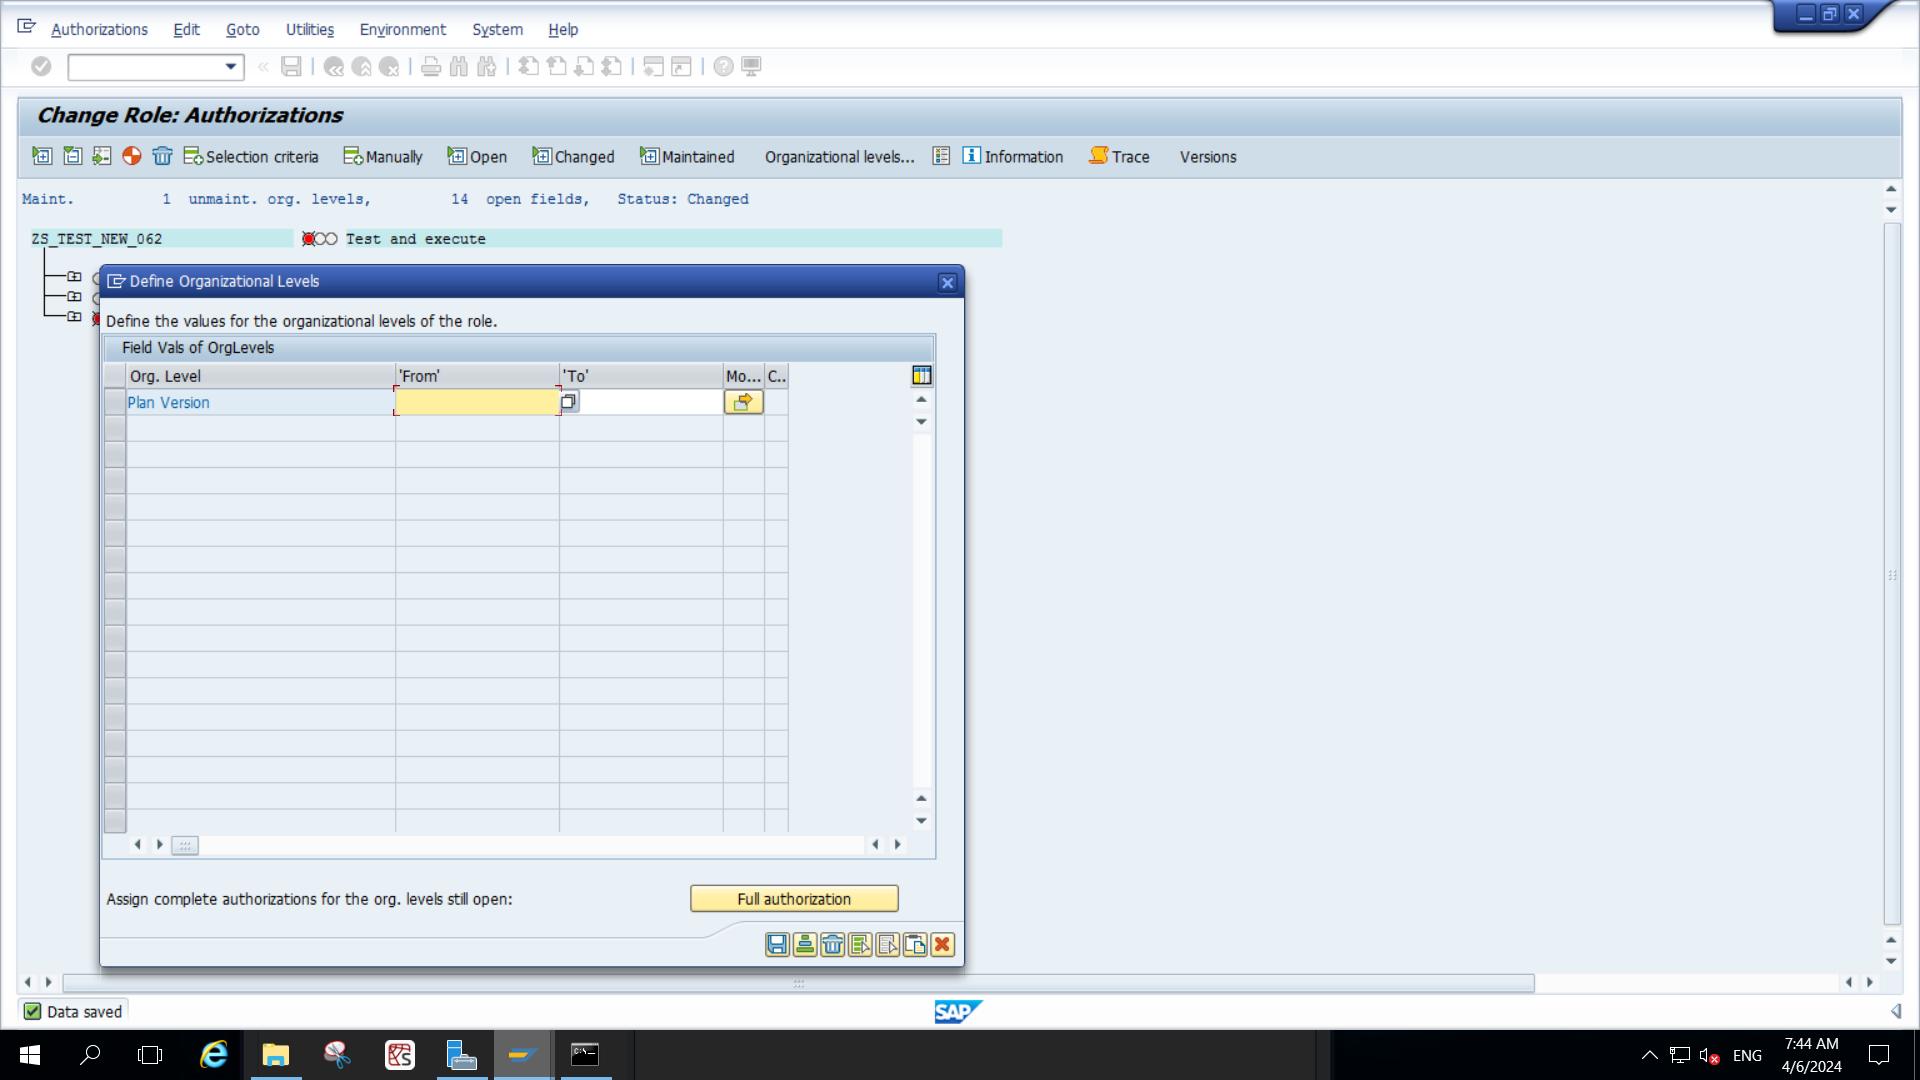 Authorizations Edit Goto Utilities Environment System Help
Change Role: Authorizations
Selection criteria Manually Open Changed Maintained Organizational levels... Information Trace Versions
Maint. 1 unmaint. org. levels, 14 open fields, Status: Changed
ZS_TEST_NEW_062 Test and execute
Define Organizational Levels
Define the values for the organizational levels of the role.
Field Vals of OrgLevels
Org. Level 'From' 'To' Mo... C..
Plan Version
Assign complete authorizations for the org. levels still open: Full authorization
Data saved
SAP
ENG
7:44 AM
4/6/2024